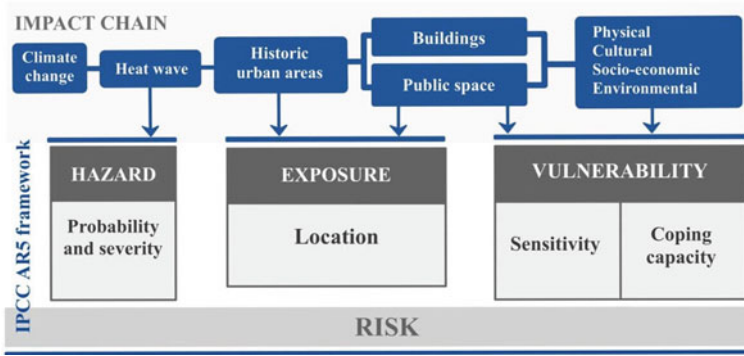 IMPACT CHAIN
Climate
change
Heat wave
Historic
urban areas
Buildings
Public space
Physical
Cultural
Socio-economic
Environmental
IPCC AR5 framework
HAZARD
Probability
and severity
EXPOSURE
Location
VULNERABILITY
Sensitivity
Coping
capacity
RISK